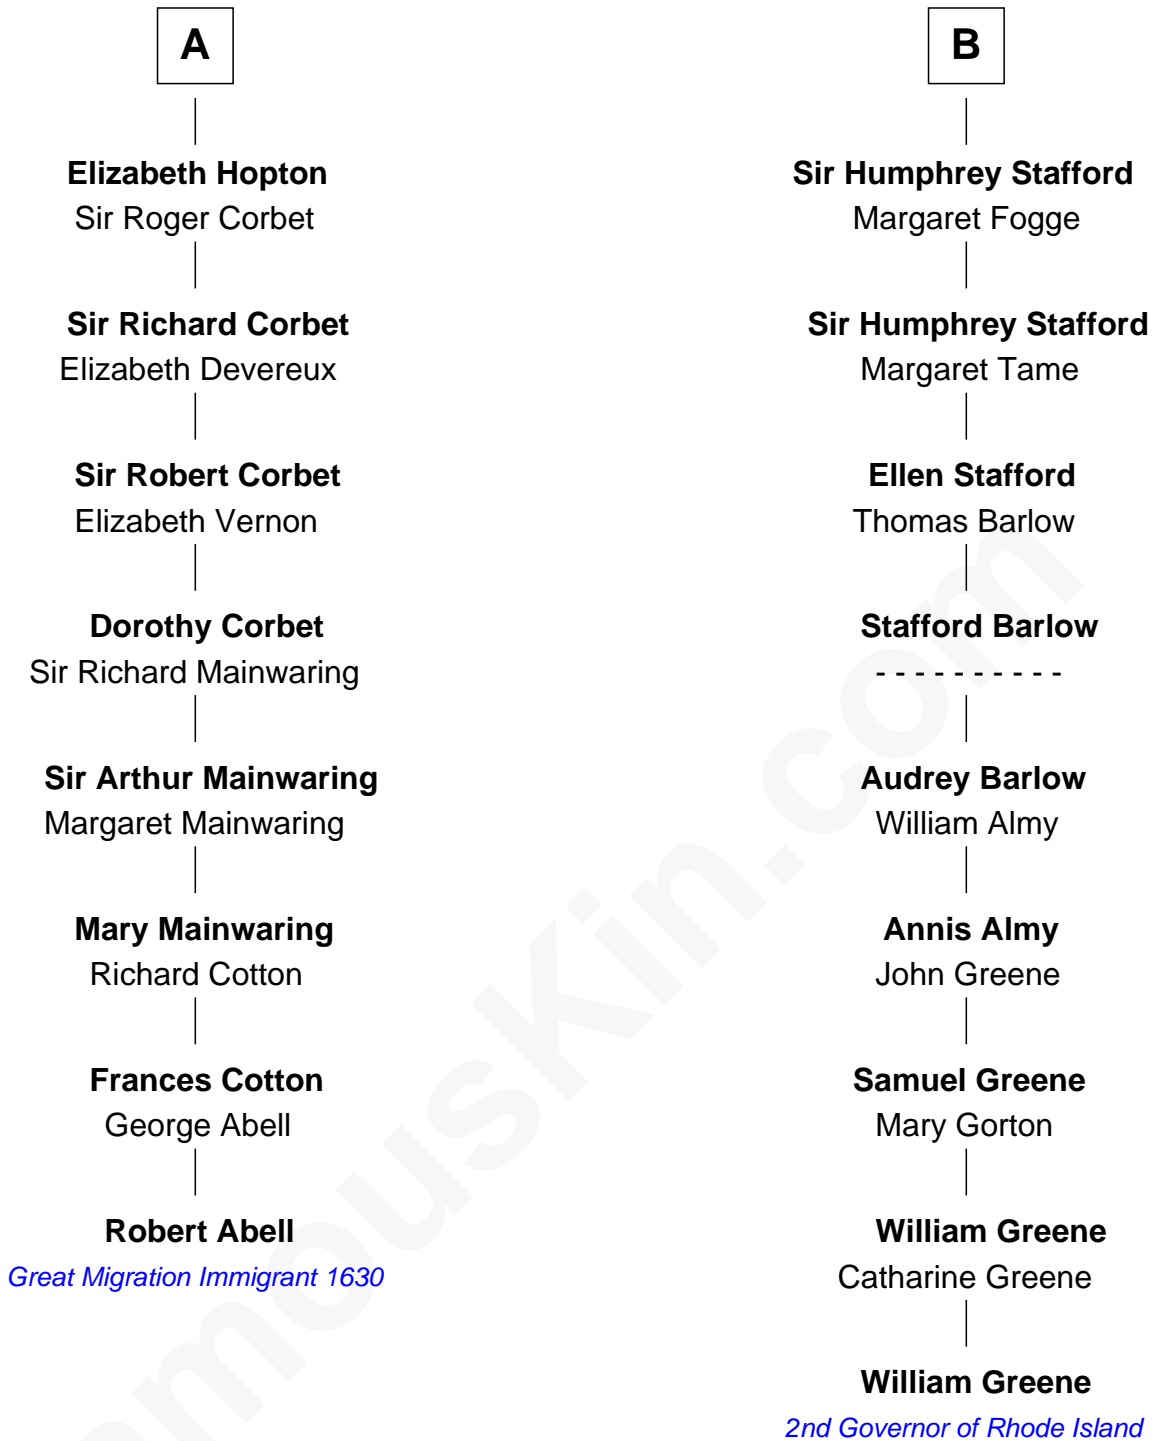 A
Elizabeth Hopton
Sir Roger Corbet
Sir Richard Corbet
Elizabeth Devereux
Sir Robert Corbet
Elizabeth Vernon
Dorothy Corbet
Sir Richard Mainwaring
Sir Arthur Mainwaring
Margaret Mainwaring
Mary Mainwaring
Richard Cotton
Frances Cotton
George Abell
Robert Abell
Great Migration Immigrant 1630
B
Sir Humphrey Stafford
Margaret Fogge
Sir Humphrey Stafford
Margaret Tame
Ellen Stafford
Thomas Barlow
Stafford Barlow
- - - - - - - - - -
Audrey Barlow
William Almy
Annis Almy
John Greene
Samuel Greene
Mary Gorton
William Greene
Catharine Greene
William Greene
2nd Governor of Rhode Island
amousKin.com